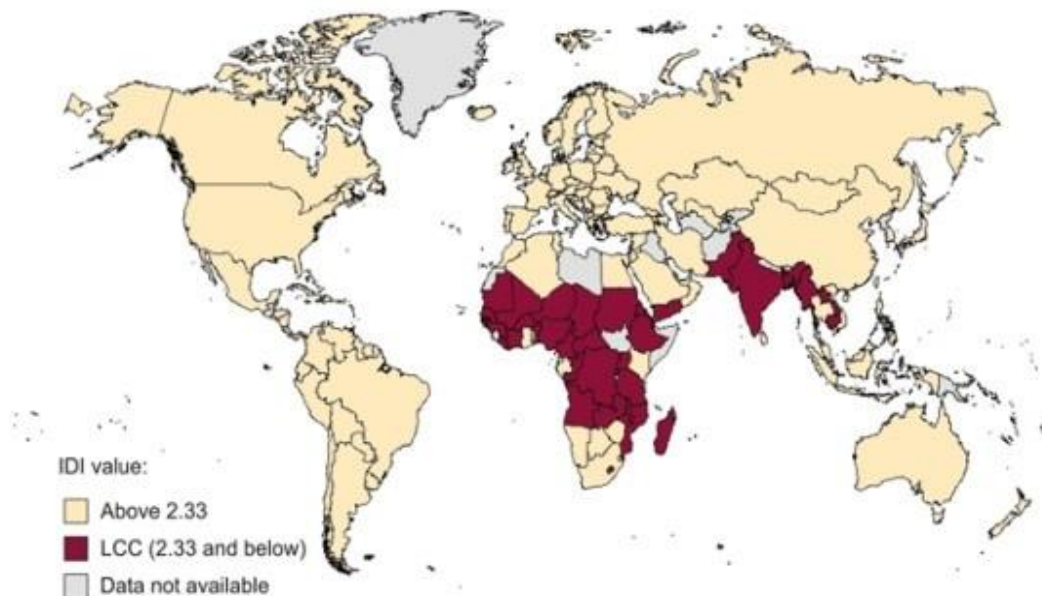 IDI value:
Above 2.33
LCC (2.33 and below)
Data not available